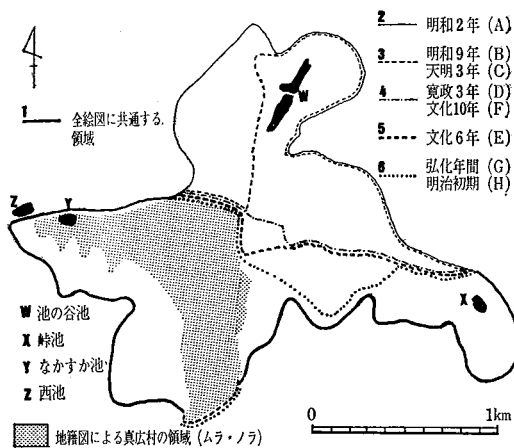 1
全絵図に共通する.
領域
2
明和2年 (A)
3
明和9年 (B)
天明3年 (C)
4
寛政3年 (D)
文化10年 (F)
5
文化6年 (E)
6
弘化年間 (G)
明治初期 (H)
W
Z
Y
X
W 池の谷池
X 峠池
Y なかすか池
Z 西池
地籍図による真広村の領域 (ムラ・ノラ)
0 1km